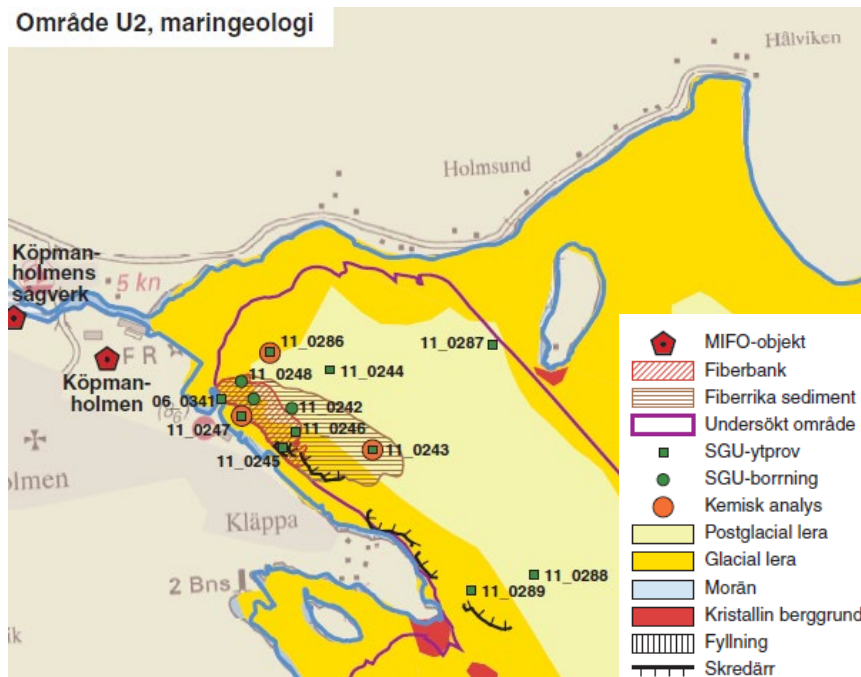 Område U2, maringeologi
Hålviken
Holmsund
Köpman-
holmens
sågverk
5 kn
F R
Köpman-
holmen
11_0286
11_0287
11_0244
11_0248
06_0341
11_0242
11_0247
11_0246
11_0243
11_0245
olmen
Kläppa
2 Bns
11_0288
11_0289
ik
MIFO-objekt
Fiberbank
Fiberrika sediment
Undersökt område
SGU-ytprov
SGU-borrning
Kemisk analys
Postglacial lera
Glacial lera
Morän
Kristallin berggrund
Fyllning
Skredärr